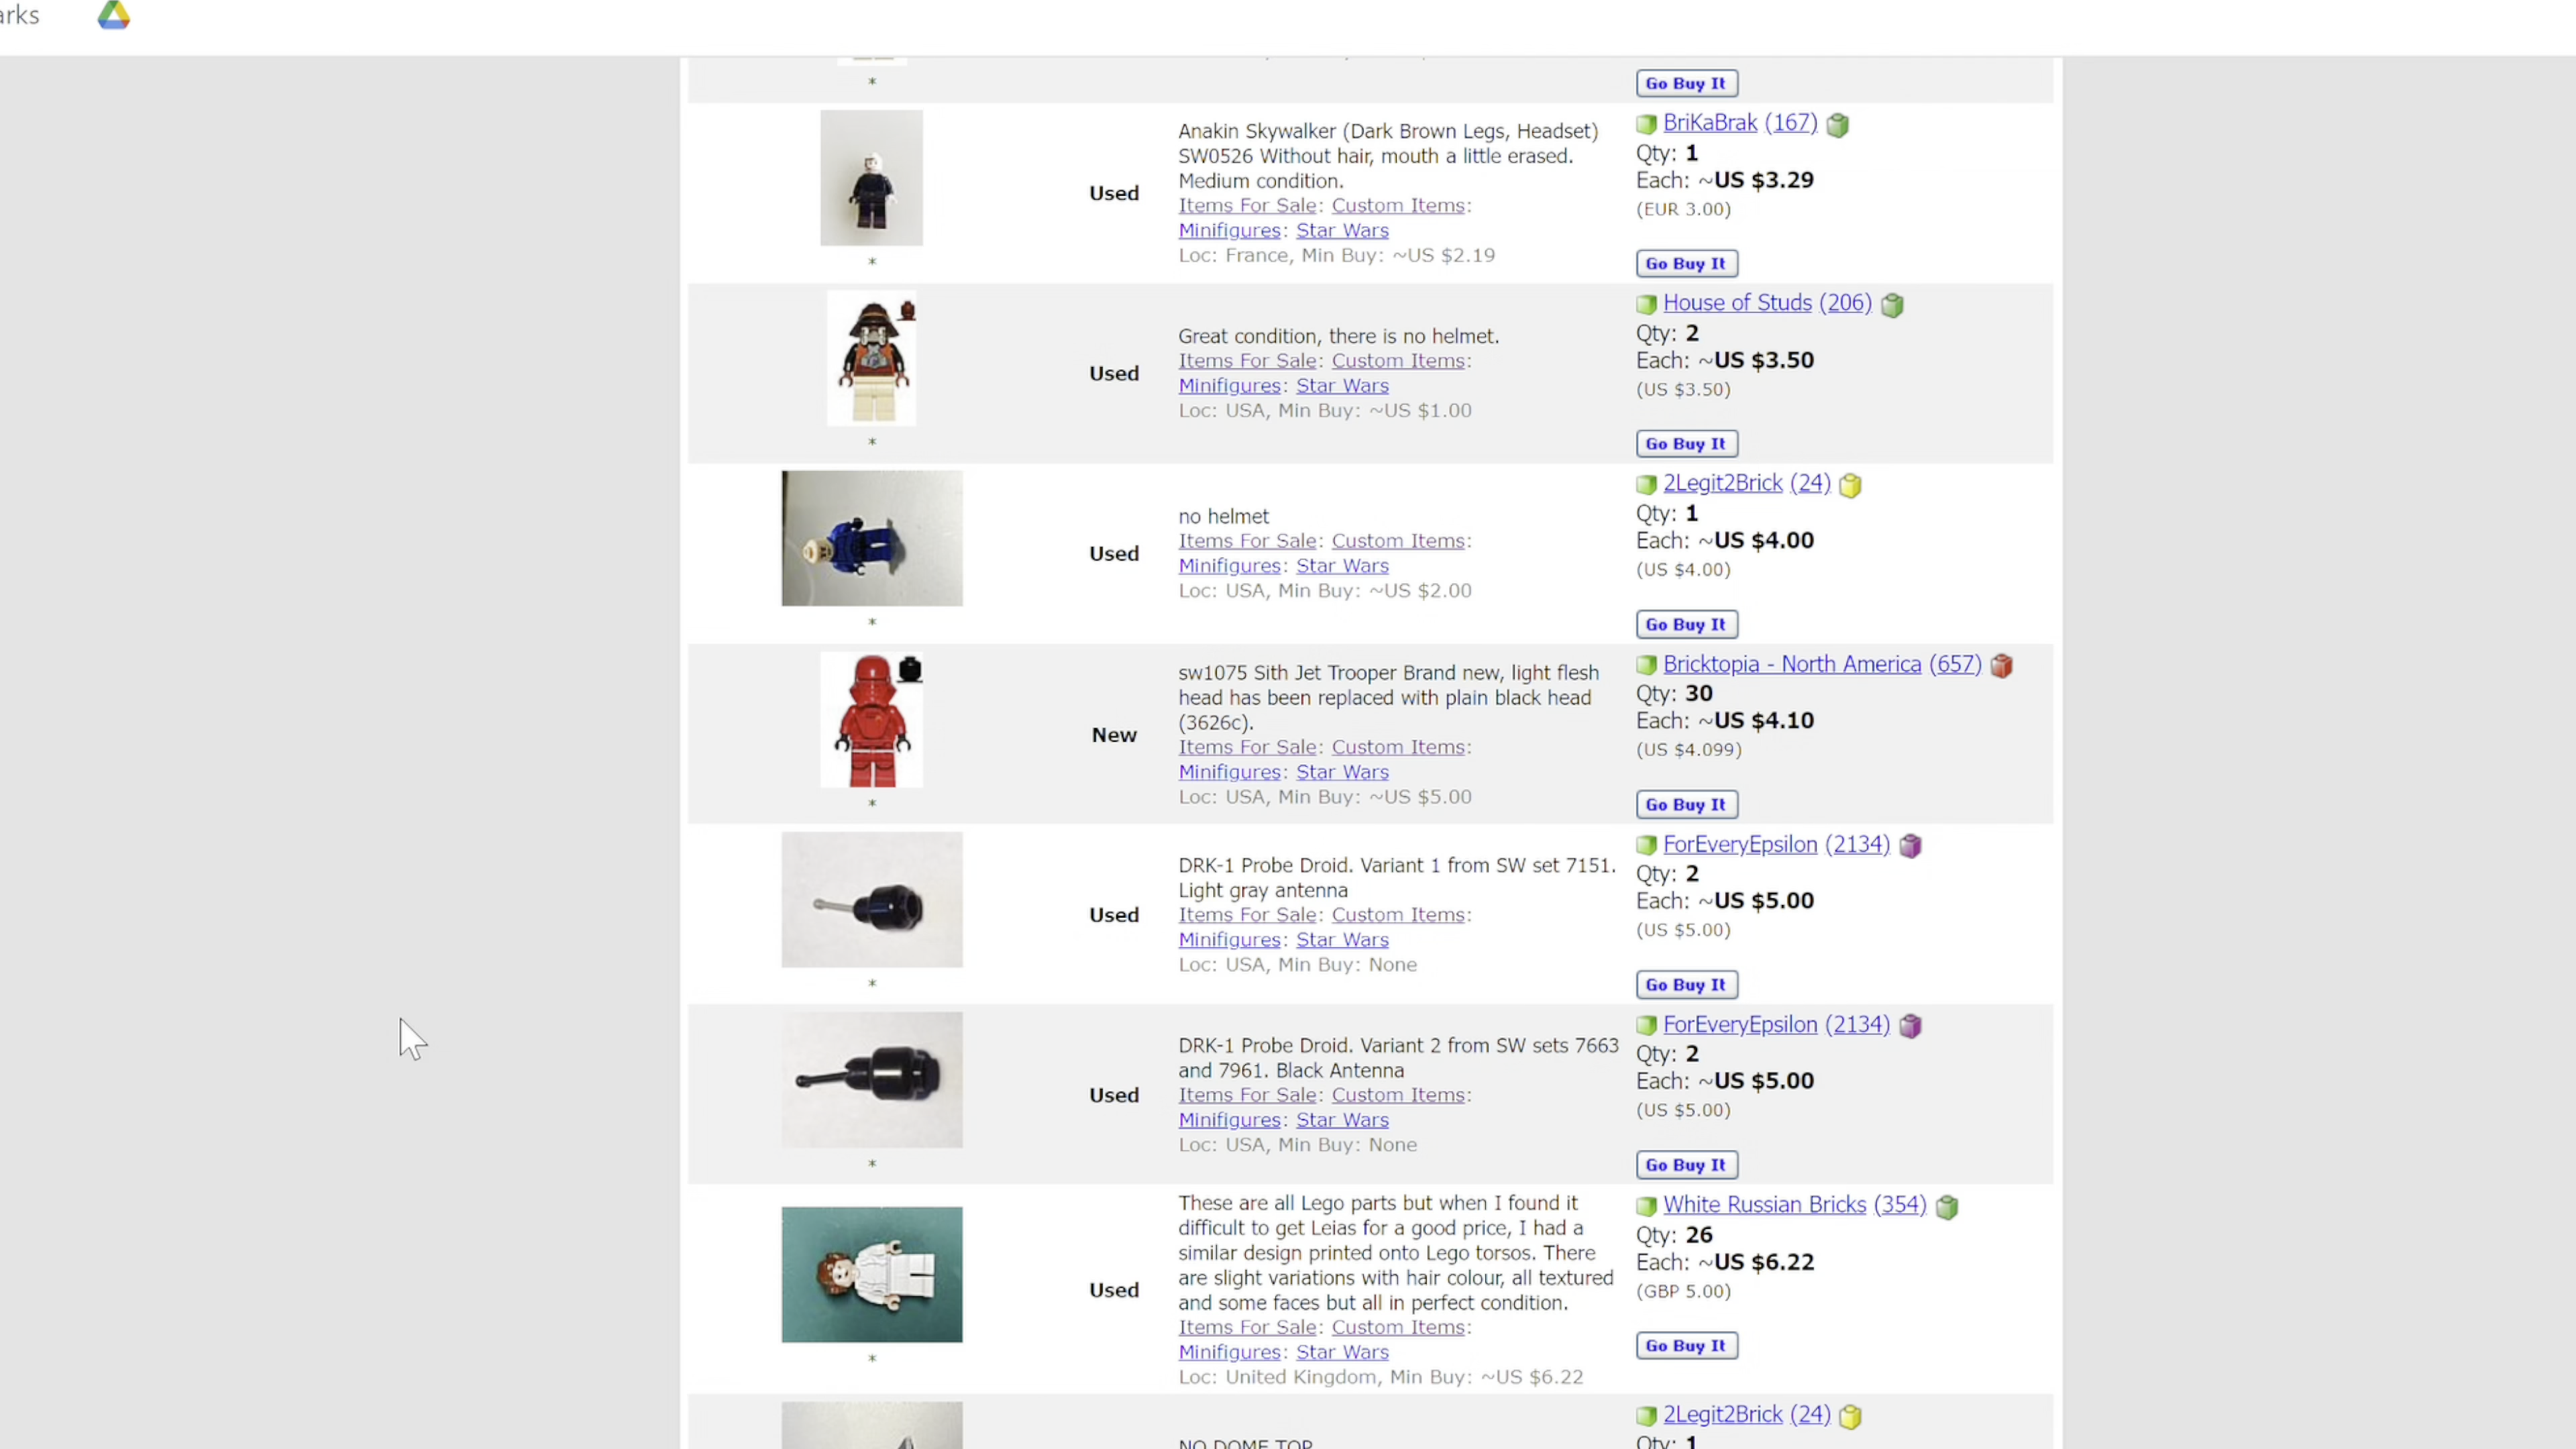 arks
*
Go Buy It
Anakin Skywalker (Dark Brown Legs, Headset)
SW0526 Without hair, mouth a little erased.
Medium condition.
Items For Sale: Custom Items:
Minifigures: Star Wars
Loc: France, Min Buy: ~US $2.19
Used
*
BriKaBrak (167)
Qty: 1
Each: ~US $3.29
(EUR 3.00)
Go Buy It
Great condition, there is no helmet.
Items For Sale: Custom Items:
Minifigures: Star Wars
Loc: USA, Min Buy: ~US $1.00
Used
*
House of Studs (206)
Qty: 2
Each: ~US $3.50
(US $3.50)
Go Buy It
no helmet
Items For Sale: Custom Items:
Minifigures: Star Wars
Loc: USA, Min Buy: ~US $2.00
Used
*
2Legit2Brick (24)
Qty: 1
Each: ~US $4.00
(US $4.00)
Go Buy It
sw1075 Sith Jet Trooper Brand new, light flesh
head has been replaced with plain black head
(3626c).
Items For Sale: Custom Items:
Minifigures: Star Wars
Loc: USA, Min Buy: ~US $5.00
New
*
Bricktopia - North America (657)
Qty: 30
Each: ~US $4.10
(US $4.099)
Go Buy It
DRK-1 Probe Droid. Variant 1 from SW set 7151.
Light gray antenna
Items For Sale: Custom Items:
Minifigures: Star Wars
Loc: USA, Min Buy: None
Used
*
ForEveryEpsilon (2134)
Qty: 2
Each: ~US $5.00
(US $5.00)
Go Buy It
DRK-1 Probe Droid. Variant 2 from SW sets 7663
and 7961. Black Antenna
Items For Sale: Custom Items:
Minifigures: Star Wars
Loc: USA, Min Buy: None
Used
*
ForEveryEpsilon (2134)
Qty: 2
Each: ~US $5.00
(US $5.00)
Go Buy It
These are all Lego parts but when I found it
difficult to get Leias for a good price, I had a
similar design printed onto Lego torsos. There
are slight variations with hair colour, all textured
and some faces but all in perfect condition.
Items For Sale: Custom Items:
Minifigures: Star Wars
Loc: United Kingdom, Min Buy: ~US $6.22
Used
*
White Russian Bricks (354)
Qty: 26
Each: ~US $6.22
(GBP 5.00)
Go Buy It
NO DOME TOP
2Legit2Brick (24)
Qty: 1